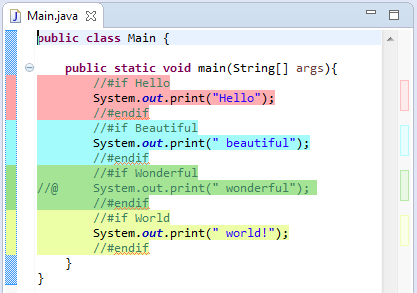 Main.java
public class Main {
public static void main(String[] args){
//#if Hello
System.out.print("Hello");
//#endif
//#if Beautiful
System.out.print(" beautiful");
//#endif
//#if Wonderful
//@ System.out.print(" wonderful");
//#endif
//#if World
System.out.print(" world!");
//#endif
}
}